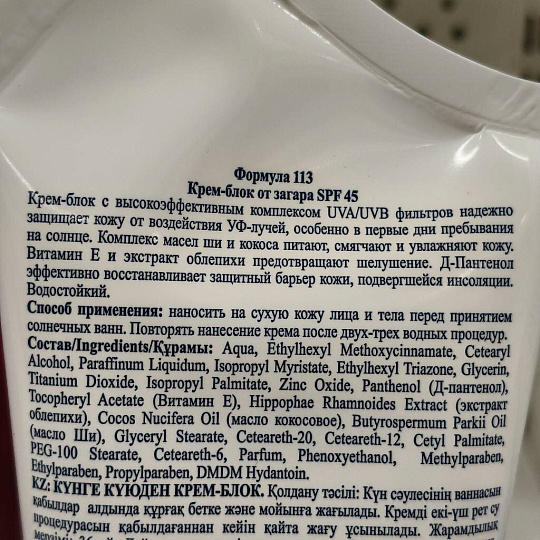 Формула 113
Крем-блок от загара SPF 45
Крем-блок с высокоэффективным комплексом UVA/UVB фильтров надежно
защищает кожу от воздействия УФ-лучей, особенно в первые дни пребывания
на солнце. Комплекс масел ши и кокоса питают, смягчают и увлажняют кожу.
Витамин Е и экстракт облепихи предотвращают шелушение. Д-Пантенол
эффективно восстанавливает защитный барьер кожи, подвергшейся инсоляции.
Водостойкий.
Способ применения: наносить на сухую кожу лица и тела перед принятием
солнечных ванн. Повторять нанесение крема после двух-трех водных процедур.
Состав/Ingredients/Құрамы: Aqua, Ethylhexyl Methoxycinnamate, Cetearyl
Alcohol, Paraffinum Liquidum, Isopropyl Myristate, Ethylhexyl Triazone, Glycerin,
Titanium Dioxide, Isopropyl Palmitate, Zinc Oxide, Panthenol (Д-пантенол),
Tocopheryl Acetate (Витамин Е), Hippophae Rhamnoides Extract (экстракт
облепихи), Cocos Nucifera Oil (масло кокосовое), Butyrospermum Parkii Oil
(масло Ши), Glyceryl Stearate, Ceteareth-20, Ceteareth-12, Cetyl Palmitate,
PEG-100 Stearate, Ceteareth-6, Parfum, Phenoxyethanol, Methylparaben,
Ethylparaben, Propylparaben, DMDM Hydantoin.
KZ: КҮНГЕ КҮЮДЕН КРЕМ-БЛОК. Қолдану тәсілі: Күн сәулесінің ваннасын
қабылдар алдында құрғақ бетке және мойынға жағылады. Кремді екі-үш рет су
процедурасын қабылдағаннан кейін қайта жағу ұсынылады. Жарамдылық